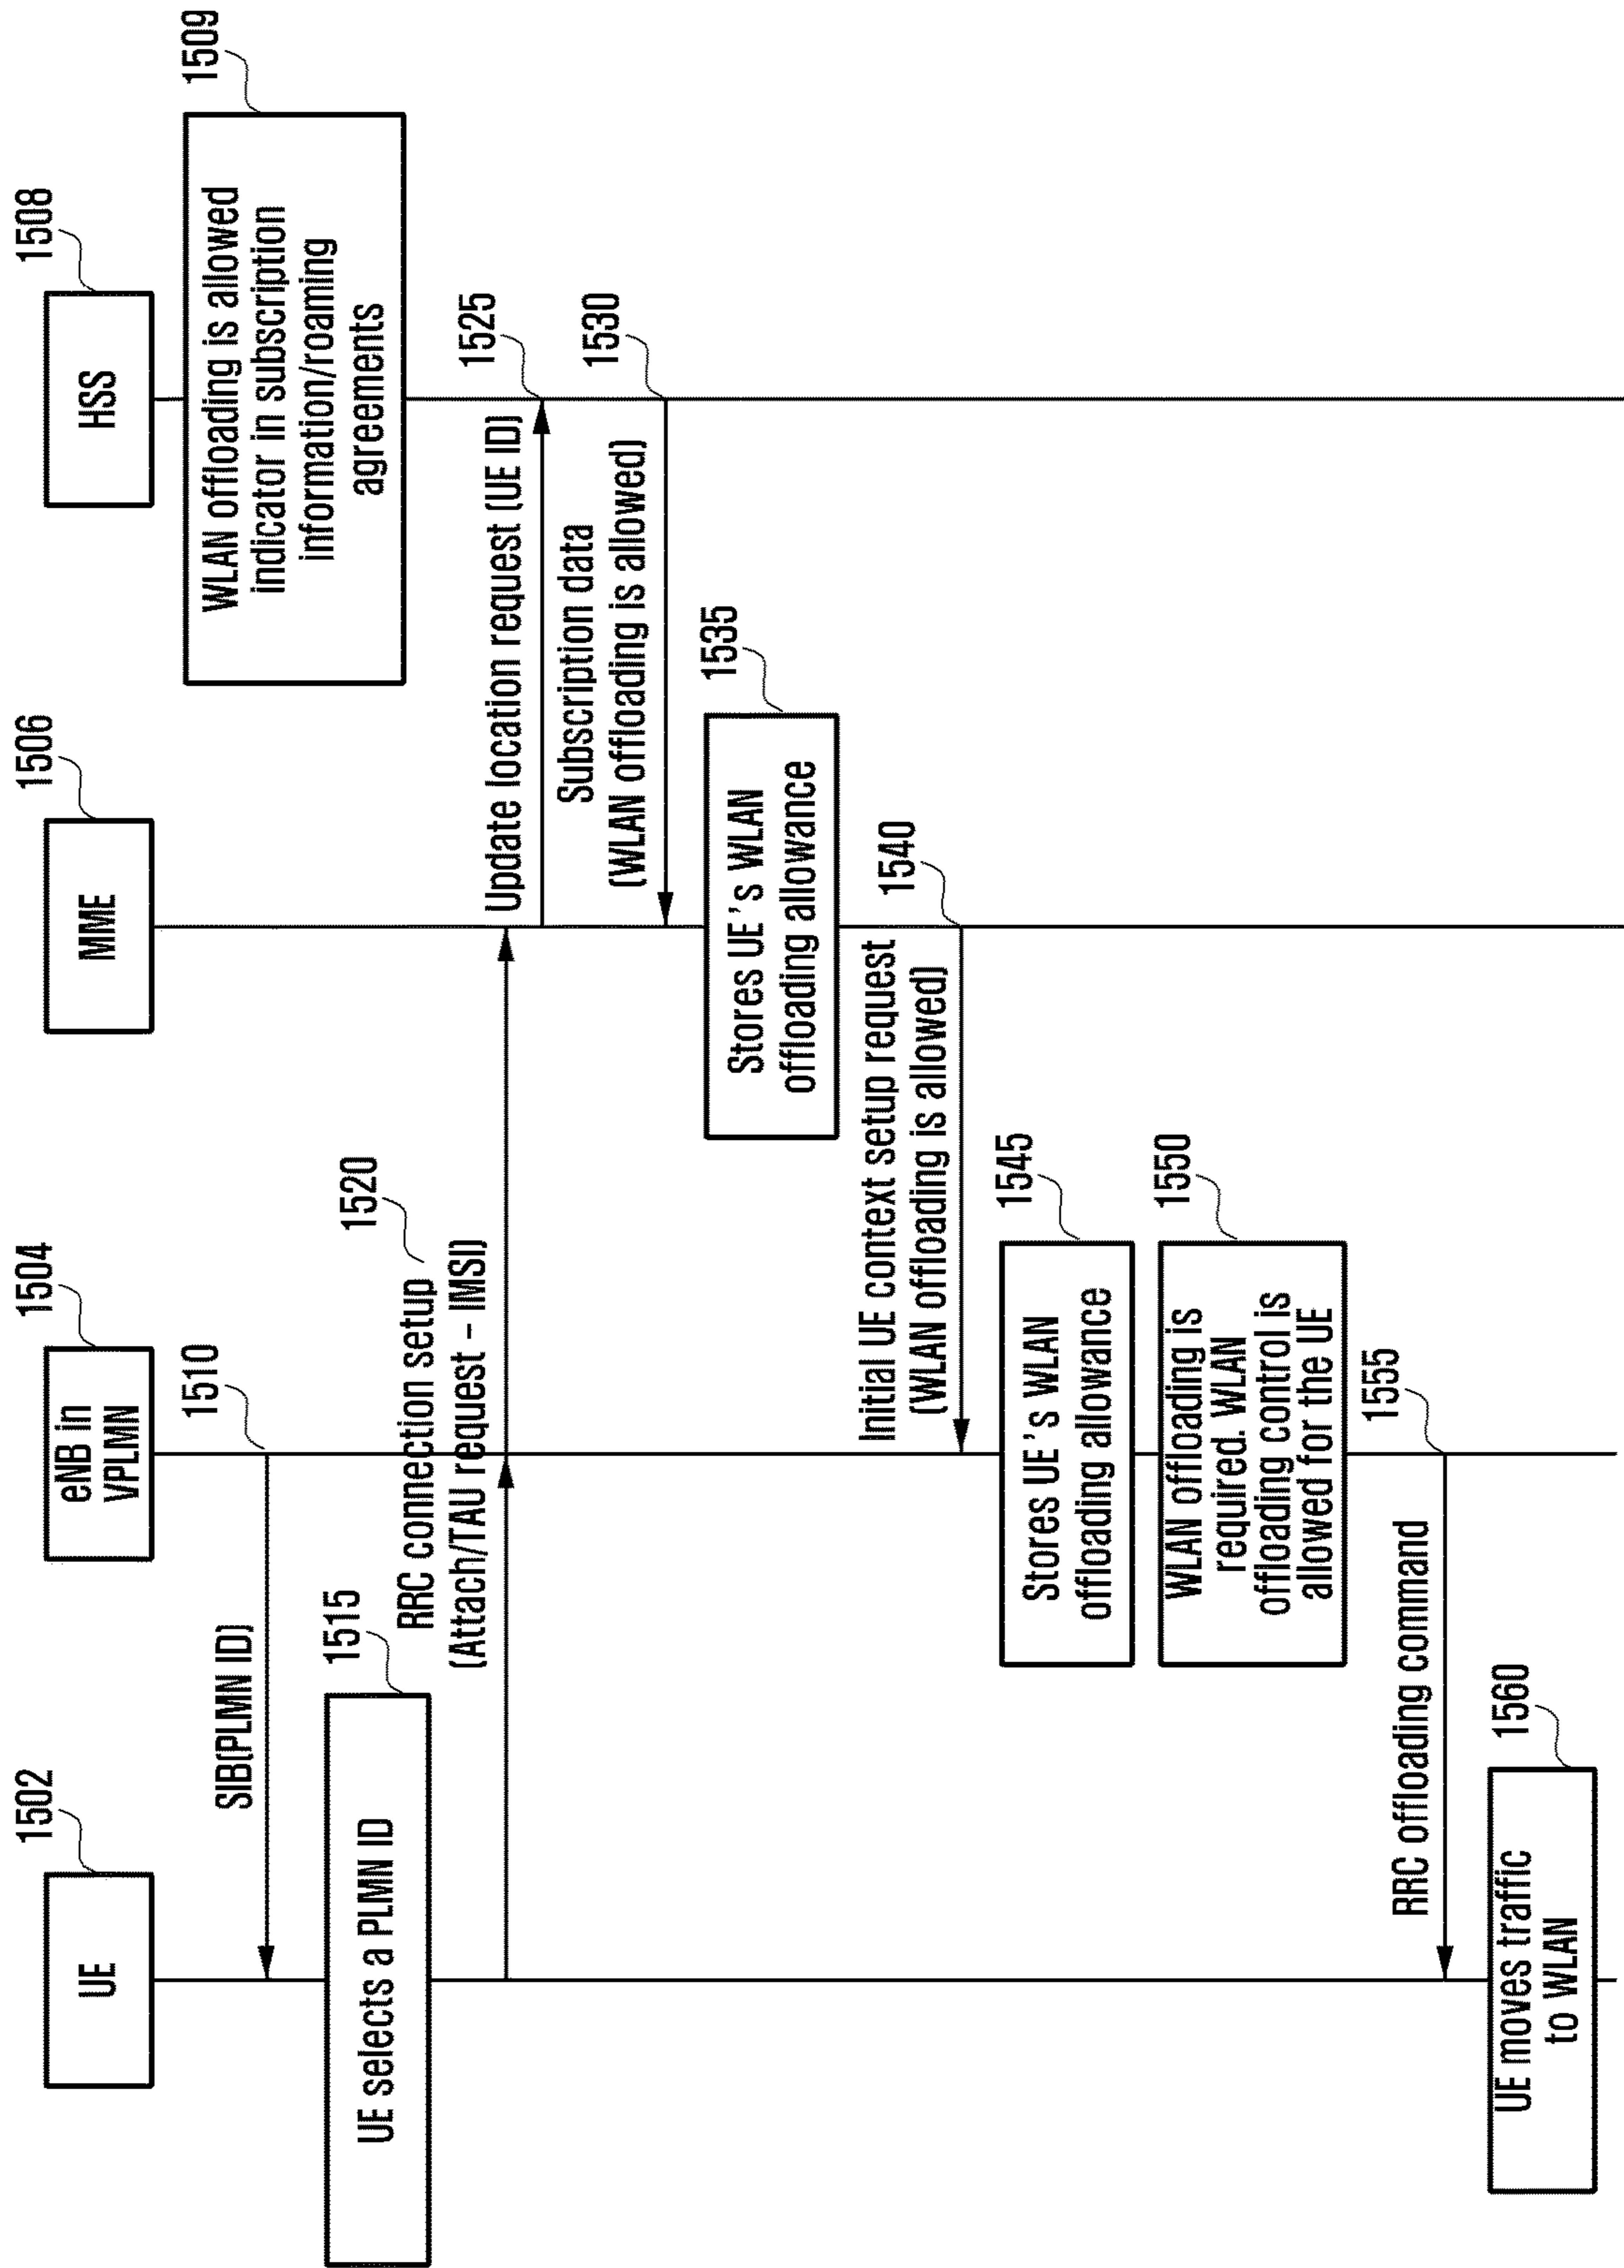 1502
UE
1504
eNB in
VPLMN
1506
MME
1508
HSS
1509
WLAN offloading is allowed
indicator in subscription
information/roaming
agreements
1510
SIB(PLMN ID)
1515
UE selects a PLMN ID
1520
RRC connection setup
(Attach/TAU request – IMSI)
1525
Update location request (UE ID)
1530
Subscription data
(WLAN offloading is allowed)
1535
Stores UE's WLAN
offloading allowance
1540
Initial UE context setup request
(WLAN offloading is allowed)
1545
Stores UE's WLAN
offloading allowance
1550
WLAN offloading is
required. WLAN
offloading control is
allowed for the UE
1555
RRC offloading command
1560
UE moves traffic
to WLAN